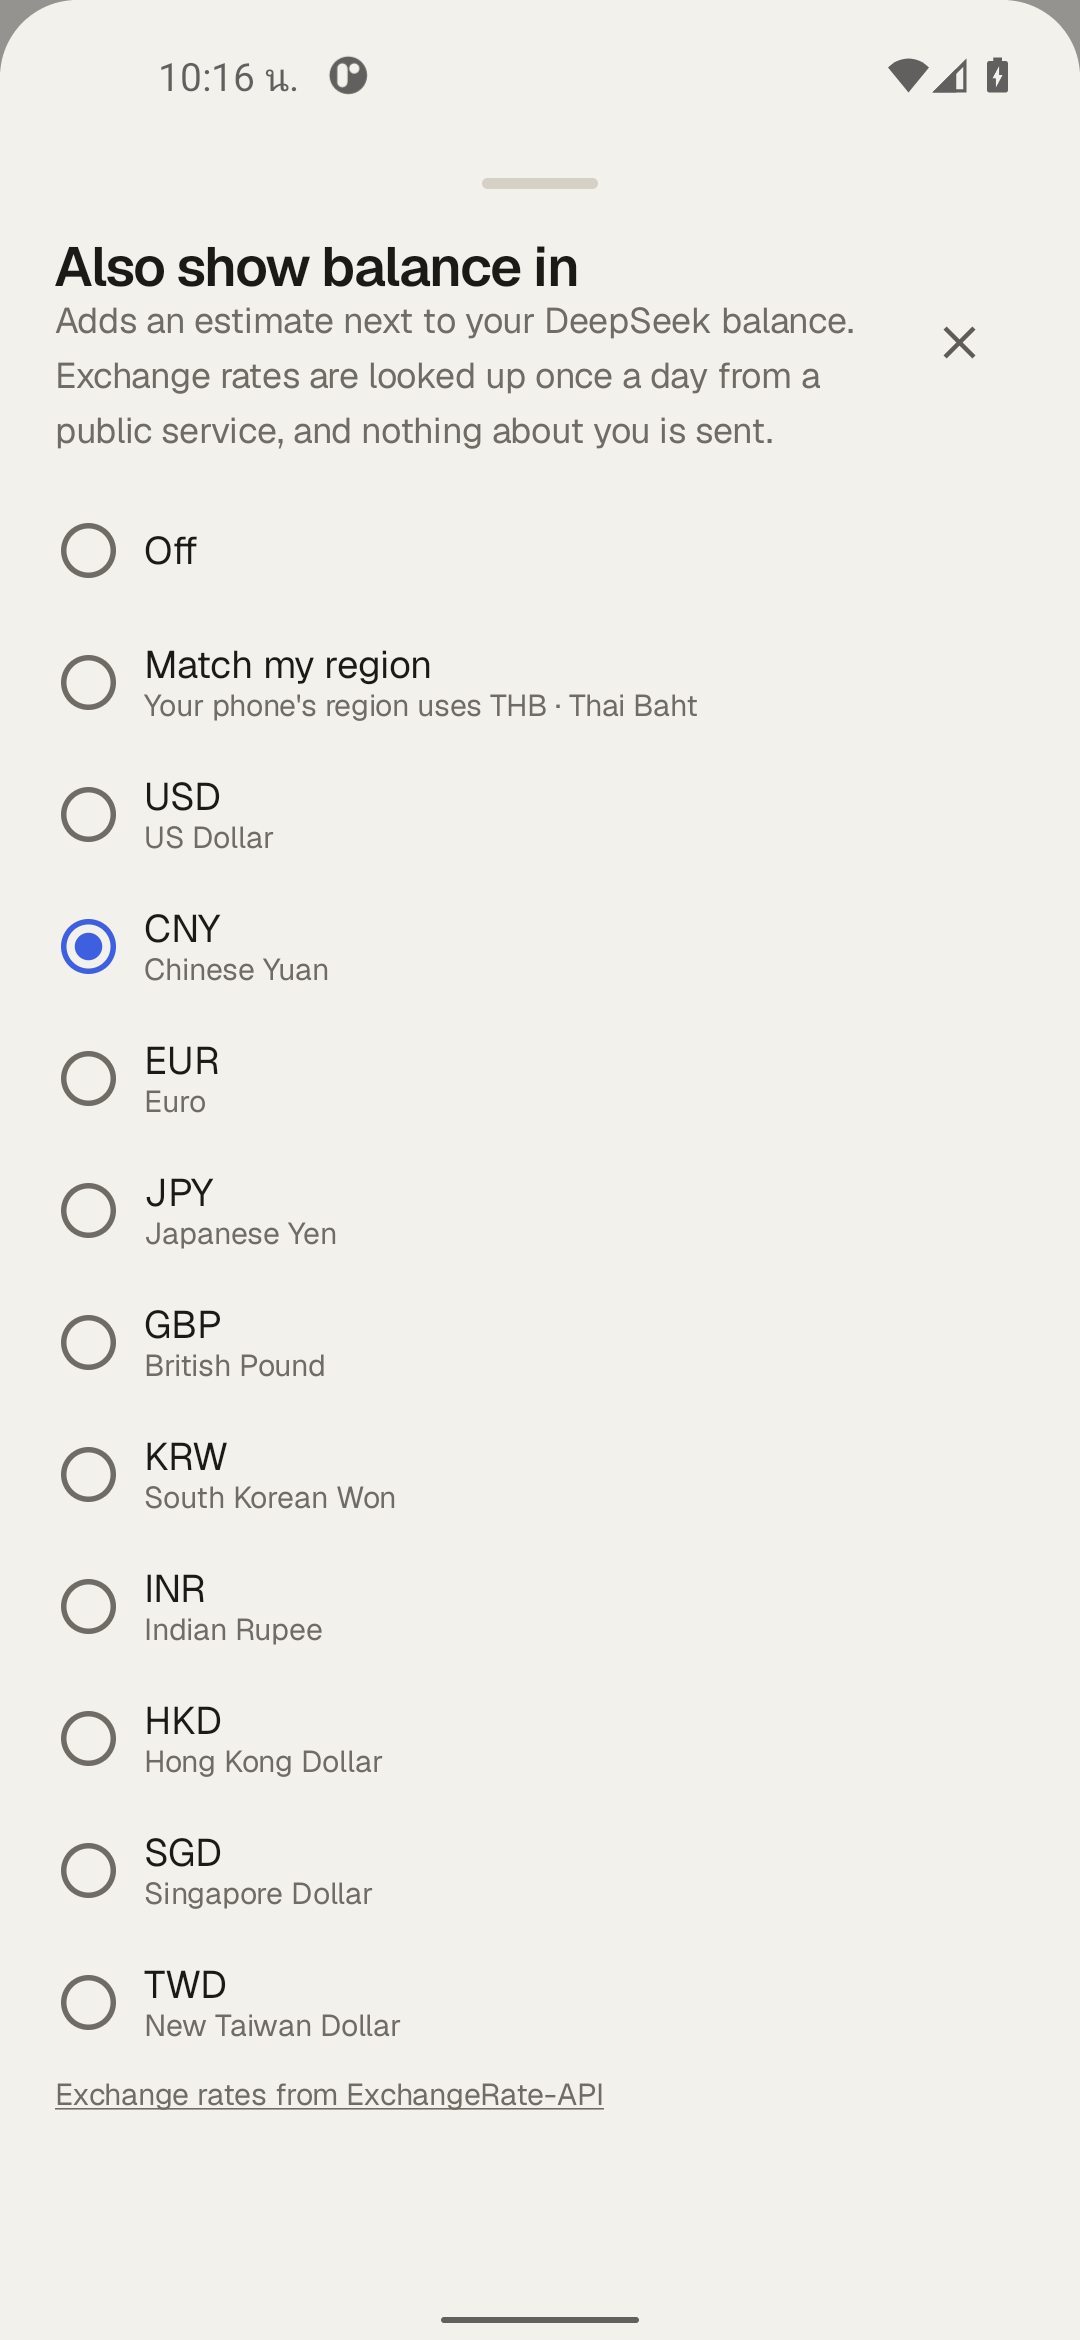 10:16 น.
Also show balance in
Adds an estimate next to your DeepSeek balance.
Exchange rates are looked up once a day from a
public service, and nothing about you is sent.
Off
Match my region
Your phone's region uses THB · Thai Baht
USD
US Dollar
CNY
Chinese Yuan
EUR
Euro
JPY
Japanese Yen
GBP
British Pound
KRW
South Korean Won
INR
Indian Rupee
HKD
Hong Kong Dollar
SGD
Singapore Dollar
TWD
New Taiwan Dollar
Exchange rates from ExchangeRate-API